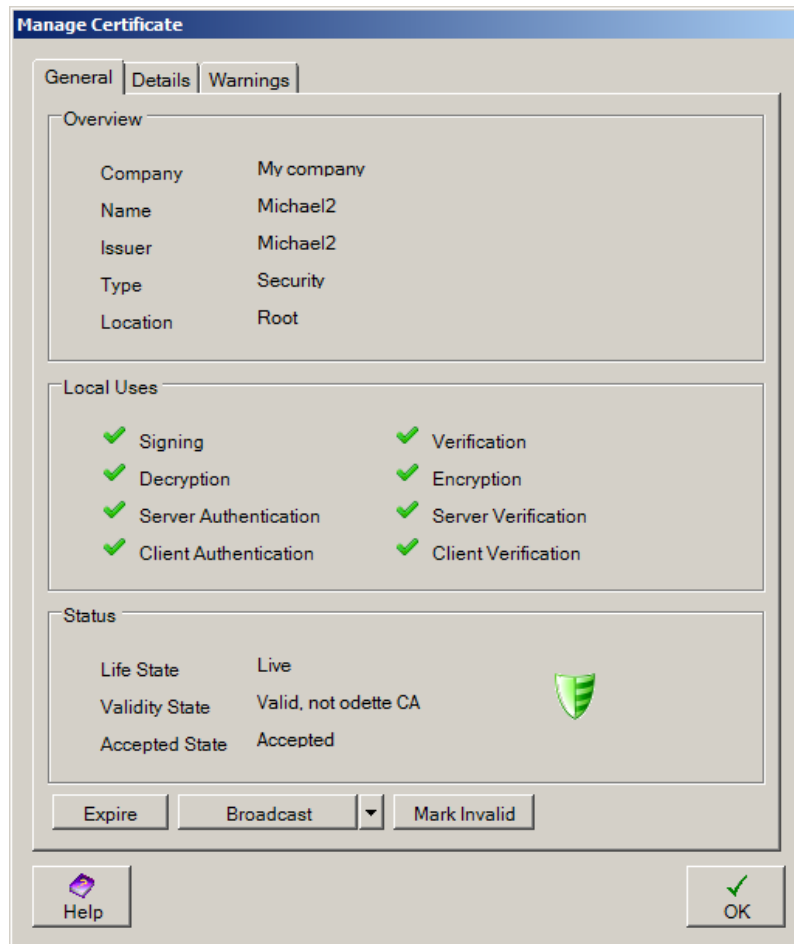 Manage Certificate
General Details Warnings
Overview
Company My company
Name Michael2
Issuer Michael2
Type Security
Location Root
Local Uses
Signing Verification
Decryption Encryption
Server Authentication Server Verification
Client Authentication Client Verification
Status
Life State Live
Validity State Valid, not odette CA
Accepted State Accepted
Expire Broadcast Mark Invalid
Help OK